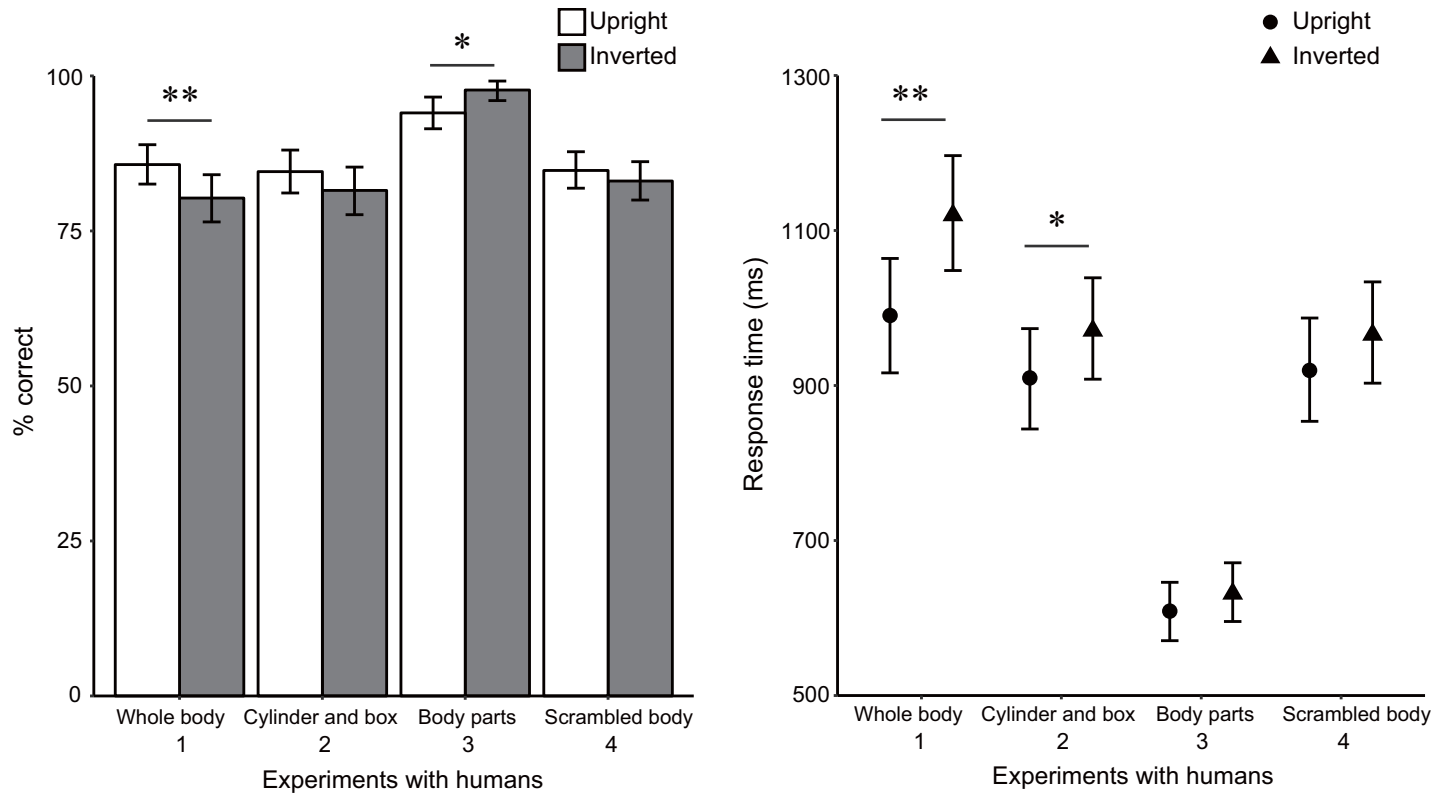 Upright
Inverted
% correct
100
75
50
25
0
**
*
Whole body
1
Cylinder and box
2
Body parts
3
Scrambled body
4
Experiments with humans
Upright
Inverted
Response time (ms)
1300
1100
900
700
500
**
*
Whole body
1
Cylinder and box
2
Body parts
3
Scrambled body
4
Experiments with humans